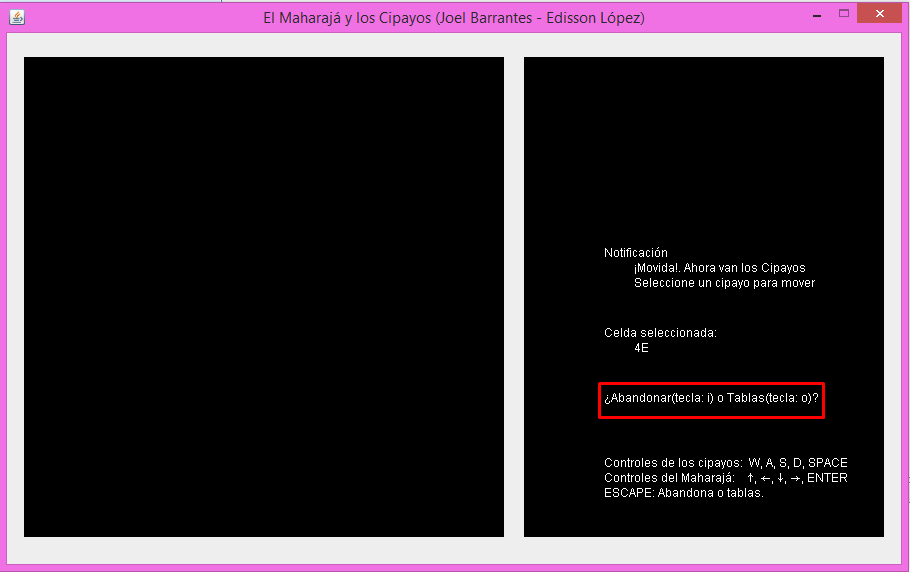 El Maharajá y los Cipayos (Joel Barrantes - Edisson López)
Notificación
¡Movida!. Ahora van los Cipayos
Seleccione un cipayo para mover
Celda seleccionada:
4E
¿Abandonar(tecla: i) o Tablas(tecla: o)?
Controles de los cipayos: W, A, S, D, SPACE
Controles del Maharajá: ↑, ←, ↓, →, ENTER
ESCAPE: Abandona o tablas.